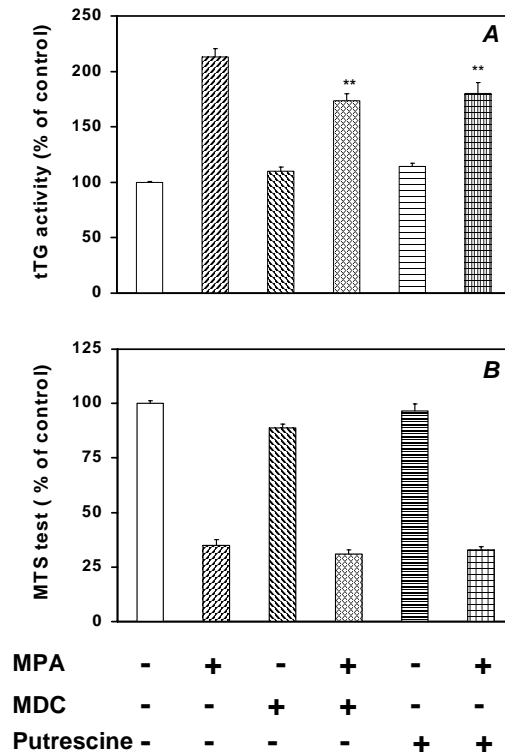 250
A
200
**
**
150
100
50
0
tTG activity (% of control)
125
B
100
75
50
25
0
MTS test ( % of control)
MPA - + - + - +
MDC - - + + - -
Putrescine - - - - + +